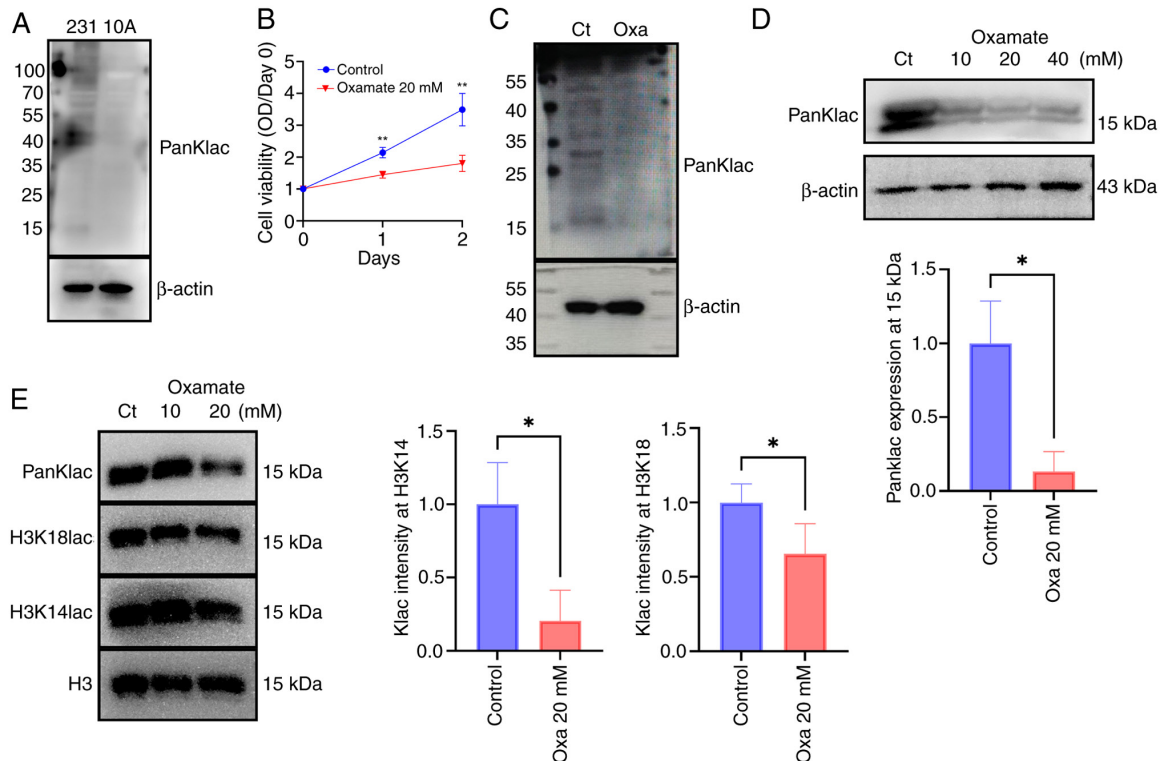 A
231 10A
100
70
55
40
35
25
15
PanKlac
β-actin
B
Cell viability (OD/Day 0)
5
4
3
2
1
0
Control
Oxamate 20 mM
**
**
0 1 2
Days
C
Ct Oxa
55
40
35
25
15
PanKlac
55
40
35
β-actin
D
Oxamate
Ct 10 20 40 (mM)
PanKlac
15 kDa
β-actin
43 kDa
Panklac expression at 15 kDa
1.5
1.0
0.5
0.0
*
Control
Oxa 20 mM
E
Oxamate
Ct 10 20 (mM)
PanKlac
15 kDa
H3K18lac
15 kDa
H3K14lac
15 kDa
H3
15 kDa
Klac intensity at H3K14
1.5
1.0
0.5
0.0
*
Control
Oxa 20 mM
Klac intensity at H3K18
1.5
1.0
0.5
0.0
*
Control
Oxa 20 mM